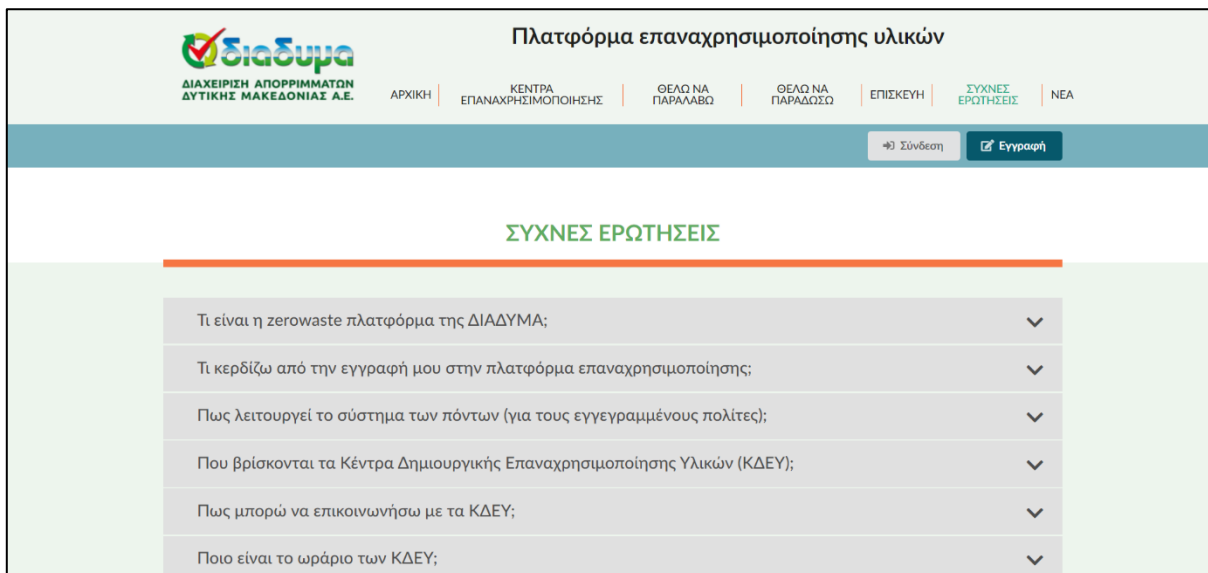 Πλατφόρμα επαναχρησιμοποίησης υλικών
διαδυμα
ΔΙΑΧΕΙΡΙΣΗ ΑΠΟΡΡΙΜΜΑΤΩΝ
ΔΥΤΙΚΗΣ ΜΑΚΕΔΟΝΙΑΣ Α.Ε.
ΑΡΧΙΚΗ
ΚΕΝΤΡΑ
ΕΠΑΝΑΧΡΗΣΙΜΟΠΟΙΗΣΗΣ
ΘΕΛΩ ΝΑ
ΠΑΡΑΛΑΒΩ
ΘΕΛΩ ΝΑ
ΠΑΡΑΔΩΣΩ
ΕΠΙΣΚΕΥΗ
ΣΥΧΝΕΣ
ΕΡΩΤΗΣΕΙΣ
ΝΕΑ
Σύνδεση
Εγγραφή
ΣΥΧΝΕΣ ΕΡΩΤΗΣΕΙΣ
Τι είναι η zerowaste πλατφόρμα της ΔΙΑΔΥΜΑ;
Τι κερδίζω από την εγγραφή μου στην πλατφόρμα επαναχρησιμοποίησης;
Πως λειτουργεί το σύστημα των πόντων (για τους εγγεγραμμένους πολίτες);
Που βρίσκονται τα Κέντρα Δημιουργικής Επαναχρησιμοποίησης Υλικών (ΚΔΕΥ);
Πως μπορώ να επικοινωνήσω με τα ΚΔΕΥ;
Ποιο είναι το ωράριο των ΚΔΕΥ;